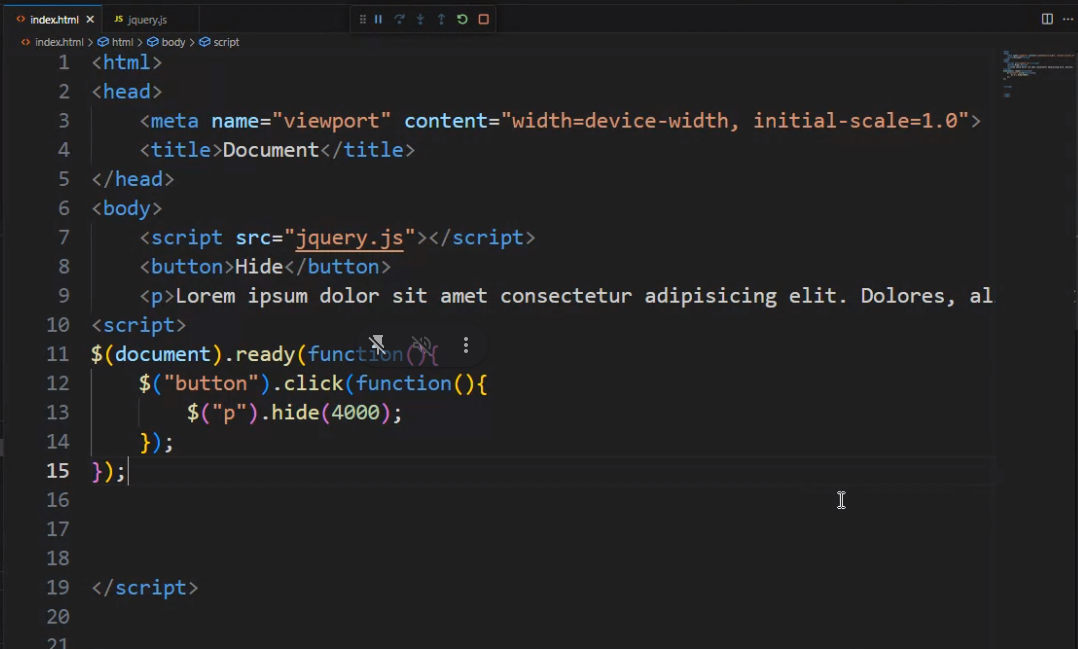 index.html
JS jquery.js
index.html > html > body > script
1 <html>
2 <head>
3 <meta name="viewport" content="width=device-width, initial-scale=1.0">
4 <title>Document</title>
5 </head>
6 <body>
7 <script src="jquery.js"></script>
8 <button>Hide</button>
9 <p>Lorem ipsum dolor sit amet consectetur adipisicing elit. Dolores, al
10 <script>
11 $(document).ready(function(){
12 $("button").click(function(){
13 $("p").hide(4000);
14 });
15 });
16
17
18
19 </script>
20
21